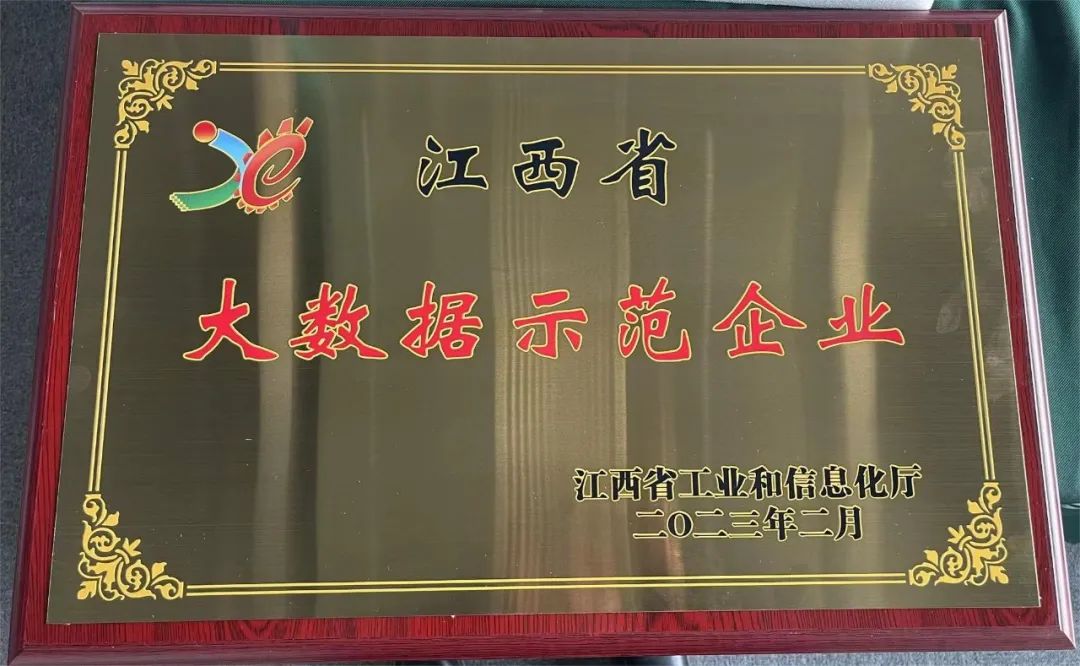 江西省
大数据示范企业
江西省工业和信息化厅
二〇二三年二月